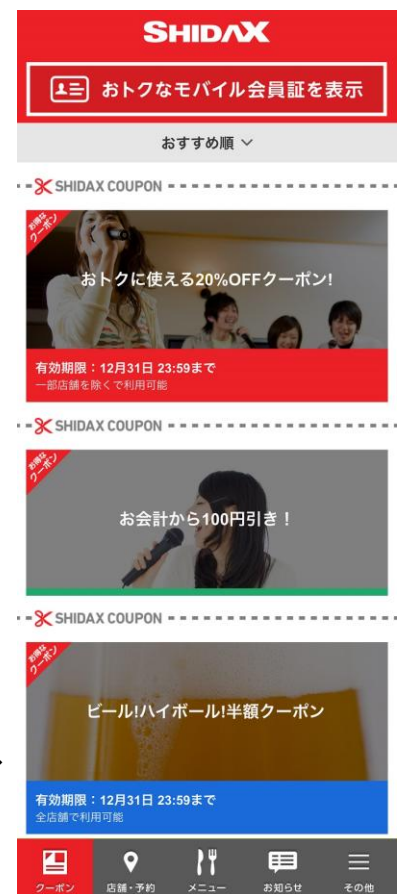 SHIDAX
おトクなモバイル会員証を表示
おすすめ順
SHIDAX COUPON
お得な
クーポン
おトクに使える20%OFFクーポン!
有効期限：12月31日 23:59まで
一部店舗を除くで利用可能
SHIDAX COUPON
お得な
クーポン
お会計から100円引き！
SHIDAX COUPON
お得な
クーポン
ビール!ハイボール!半額クーポン
有効期限：12月31日 23:59まで
全店舗で利用可能
クーポン 店舗・予約 メニュー お知らせ その他